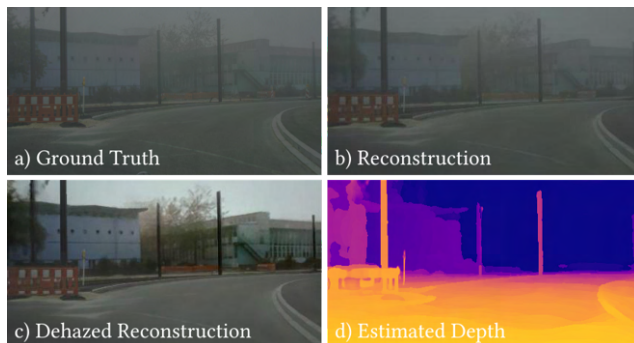 a) Ground Truth
b) Reconstruction
c) Dehazed Reconstruction
d) Estimated Depth